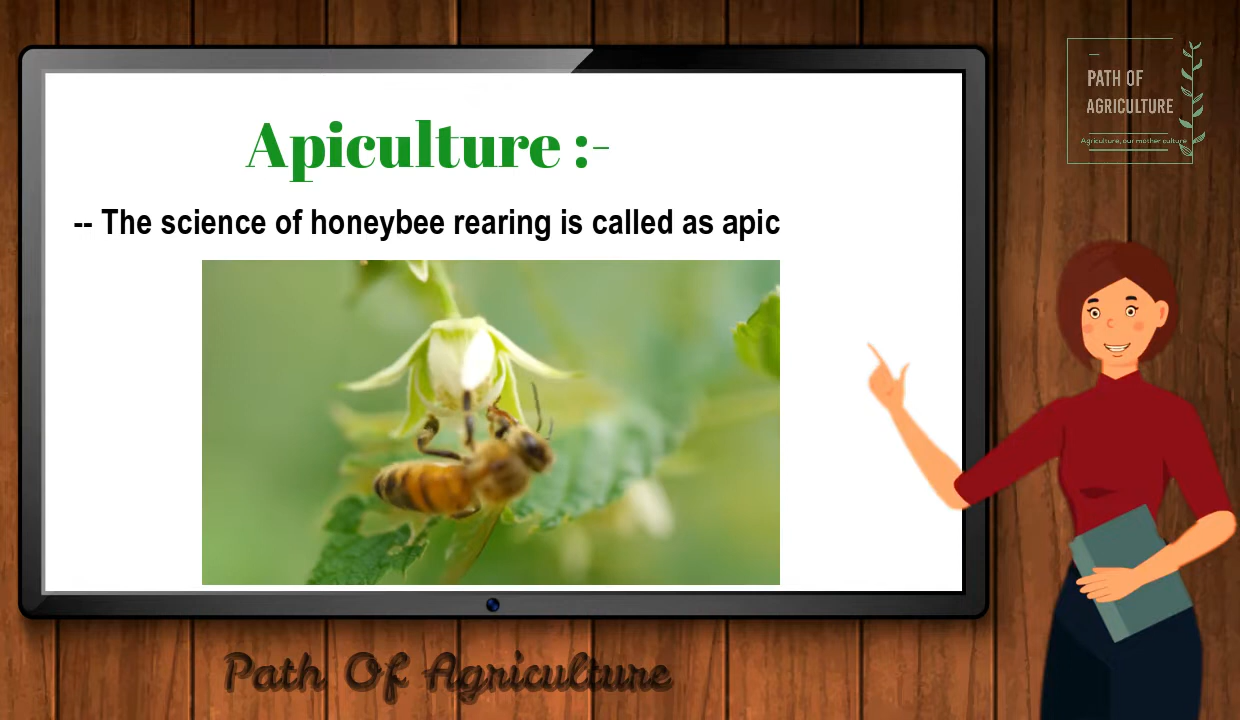 Apiculture :-
-- The science of honeybee rearing is called as apic
PATH OF
AGRICULTURE
Agriculture, our mother culture
Path Of Agriculture